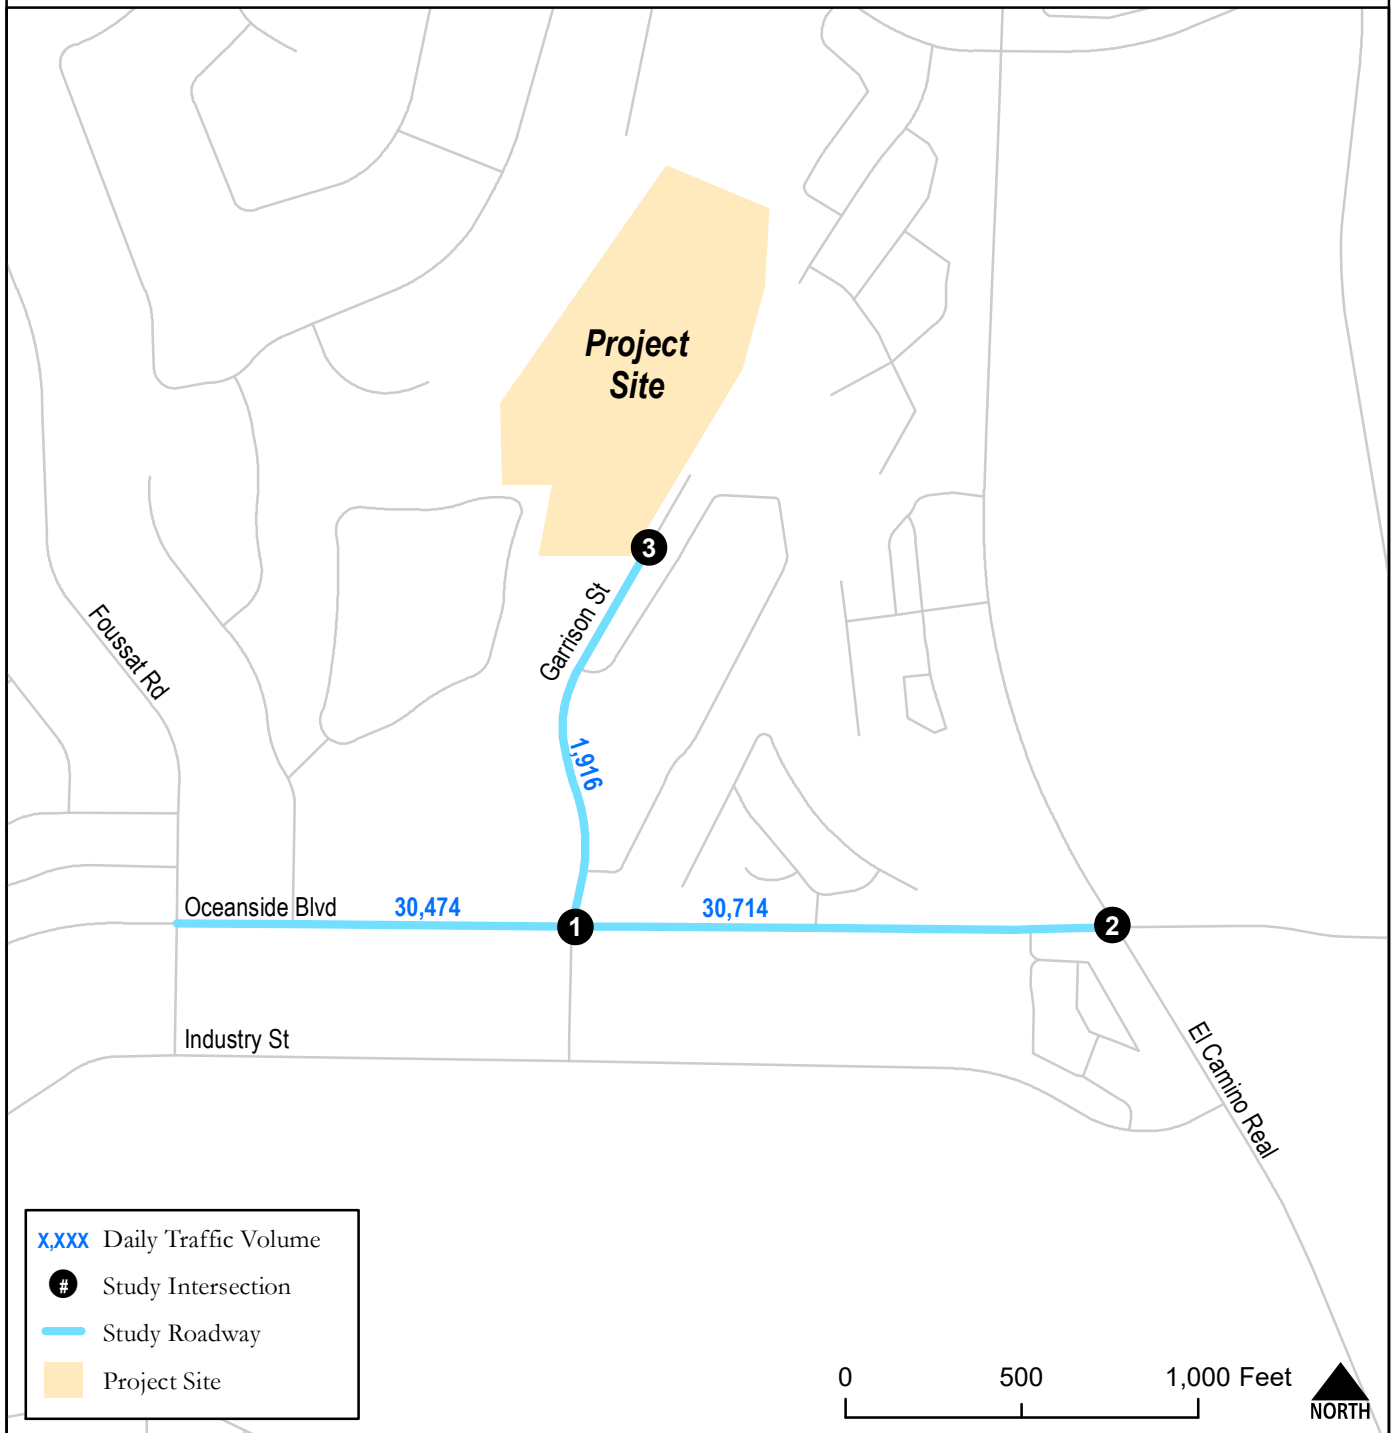 Project
Site
3
Garrison St
Foussat Rd
1,916
Oceanside Blvd
30,474
30,714
1
2
Industry St
El Camino Real
X,XXX Daily Traffic Volume
# Study Intersection
Study Roadway
Project Site
0 500 1,000 Feet
NORTH